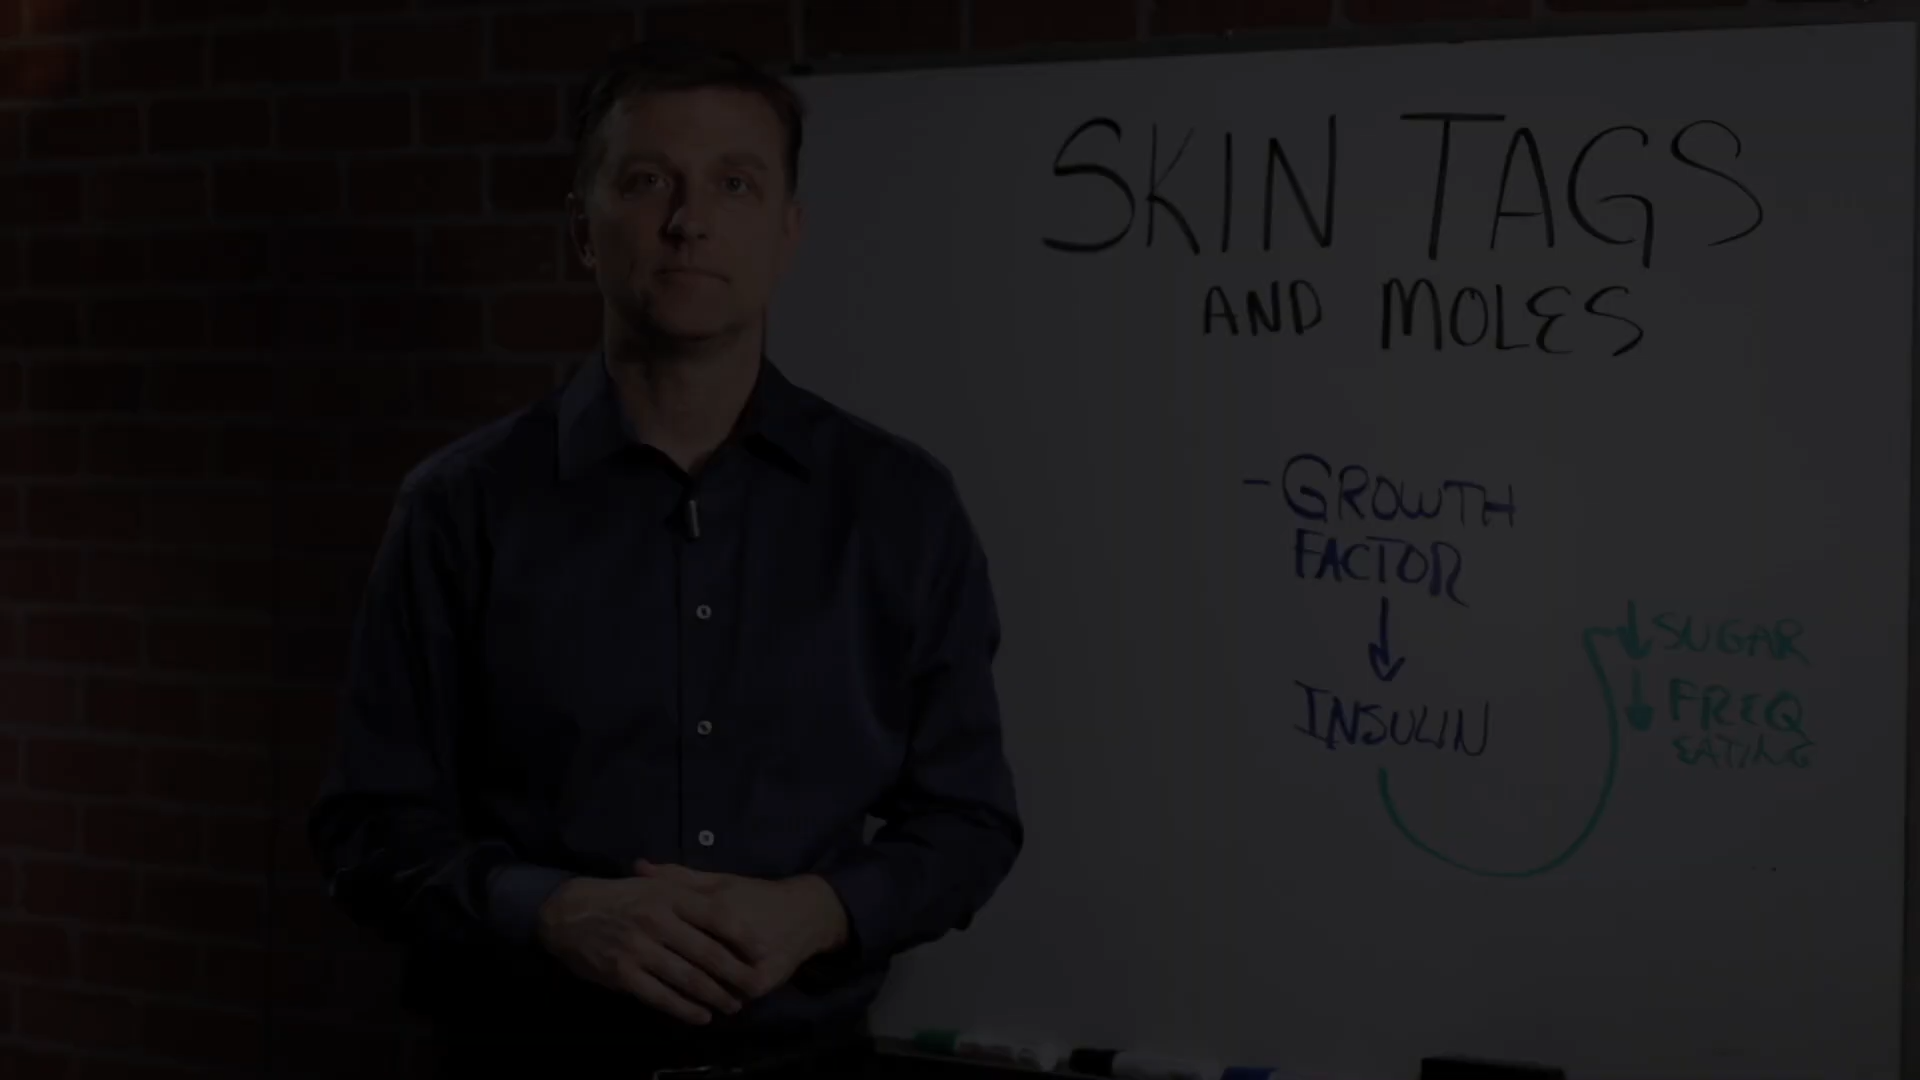 SKIN TAGS
AND MOLES
-GROWTH
FACTOR
INSULIN
SUGAR
FREQ
EATING